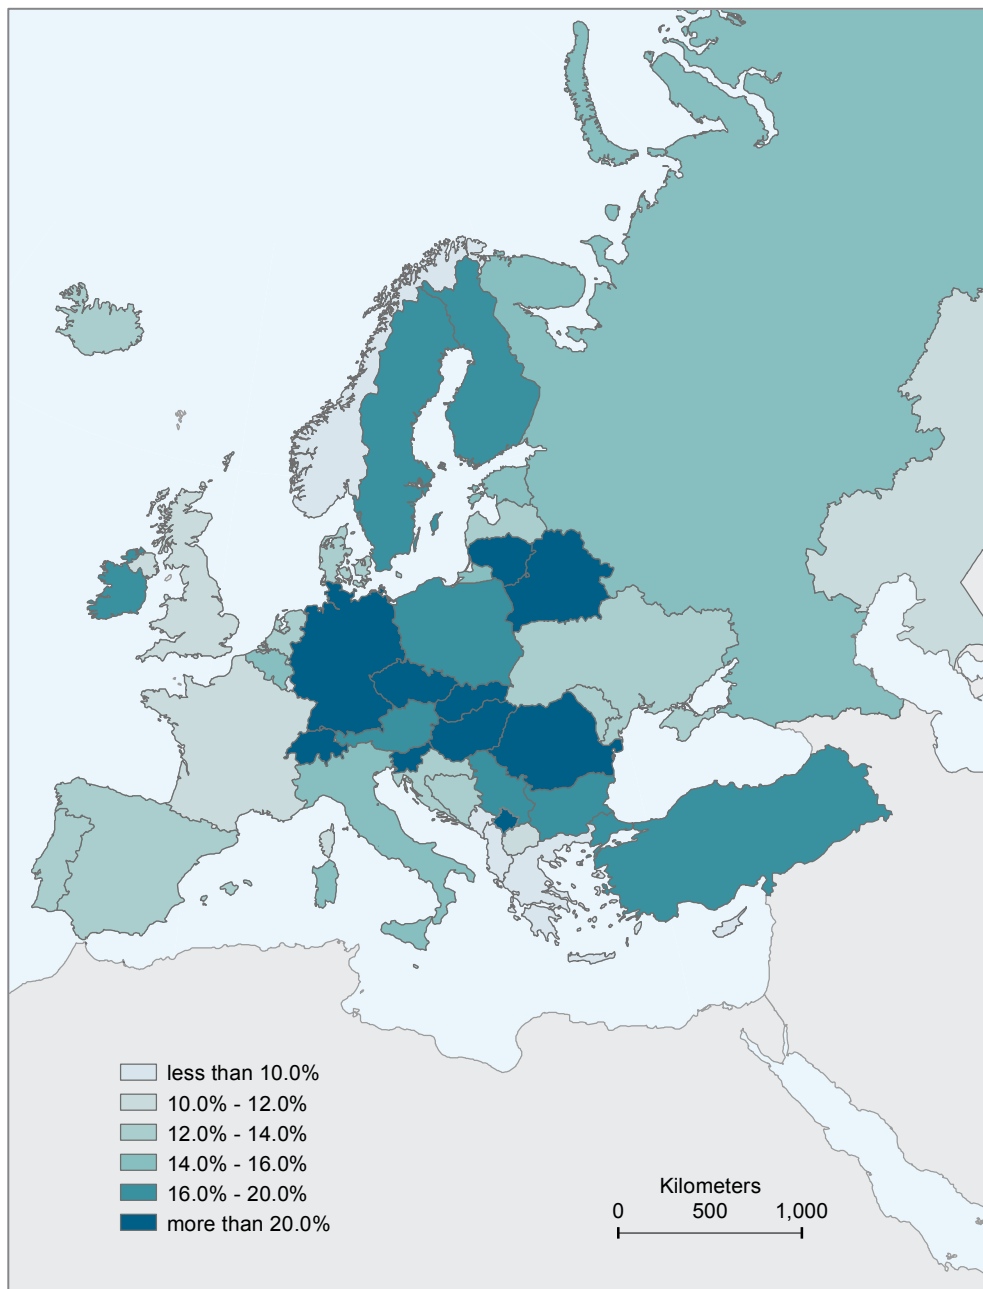 less than 10.0%
10.0% - 12.0%
12.0% - 14.0%
14.0% - 16.0%
16.0% - 20.0%
more than 20.0%
Kilometers
0 500 1,000